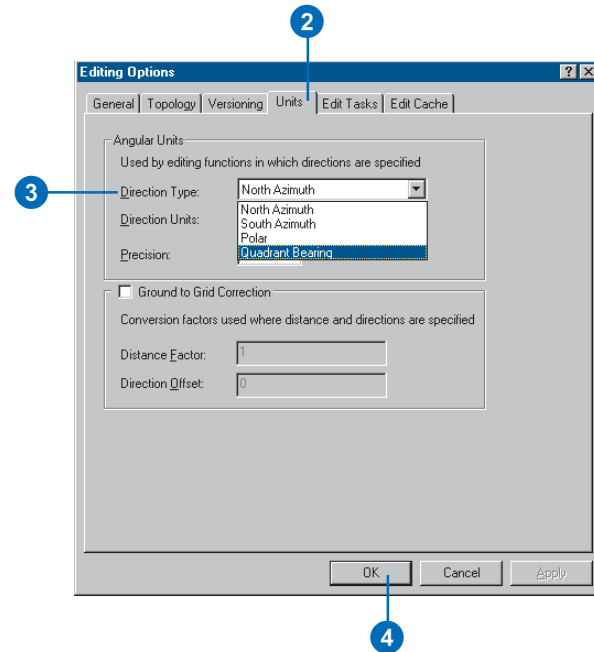 2
Editing Options
General Topology Versioning Units Edit Tasks Edit Cache
Angular Units
Used by editing functions in which directions are specified
3
Direction Type: North Azimuth
North Azimuth
Direction Units: South Azimuth
Polar
Precision: Quadrant Bearing
Ground to Grid Correction
Conversion factors used where distance and directions are specified
Distance Factor: 1
Direction Offset: 0
OK Cancel Apply
4